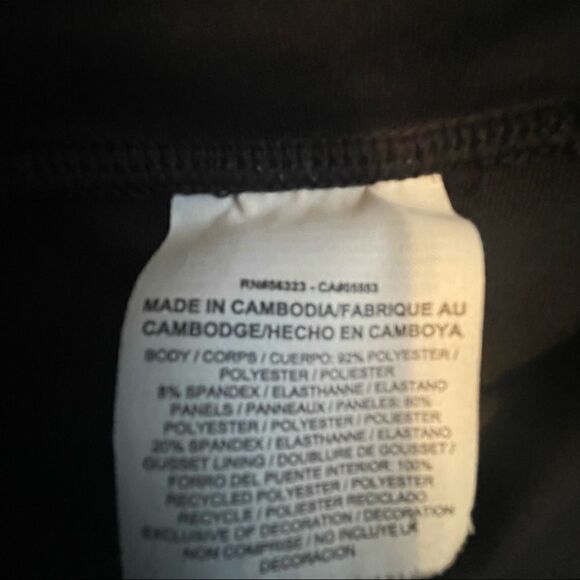 RN#56323 - CA#05553
MADE IN CAMBODIA/FABRIQUE AU
CAMBODGE/HECHO EN CAMBOYA
BODY / CORPS / CUERPO: 92% POLYESTER /
POLYESTER / POLIESTER
8% SPANDEX / ELASTHANNE / ELASTANO
PANELS / PANNEAUX / PANELES: 80%
POLYESTER / POLYESTER / POLIESTER
20% SPANDEX / ELASTHANNE / ELASTANO
GUSSET LINING / DOUBLURE DE GOUSSET /
FORRO DEL PUENTE INTERIOR: 100%
RECYCLED POLYESTER / POLYESTER
RECYCLE / POLIESTER RECICLADO
EXCLUSIVE OF DECORATION / DECORATION
NON COMPRISE / NO INCLUYE LA
DECORACION